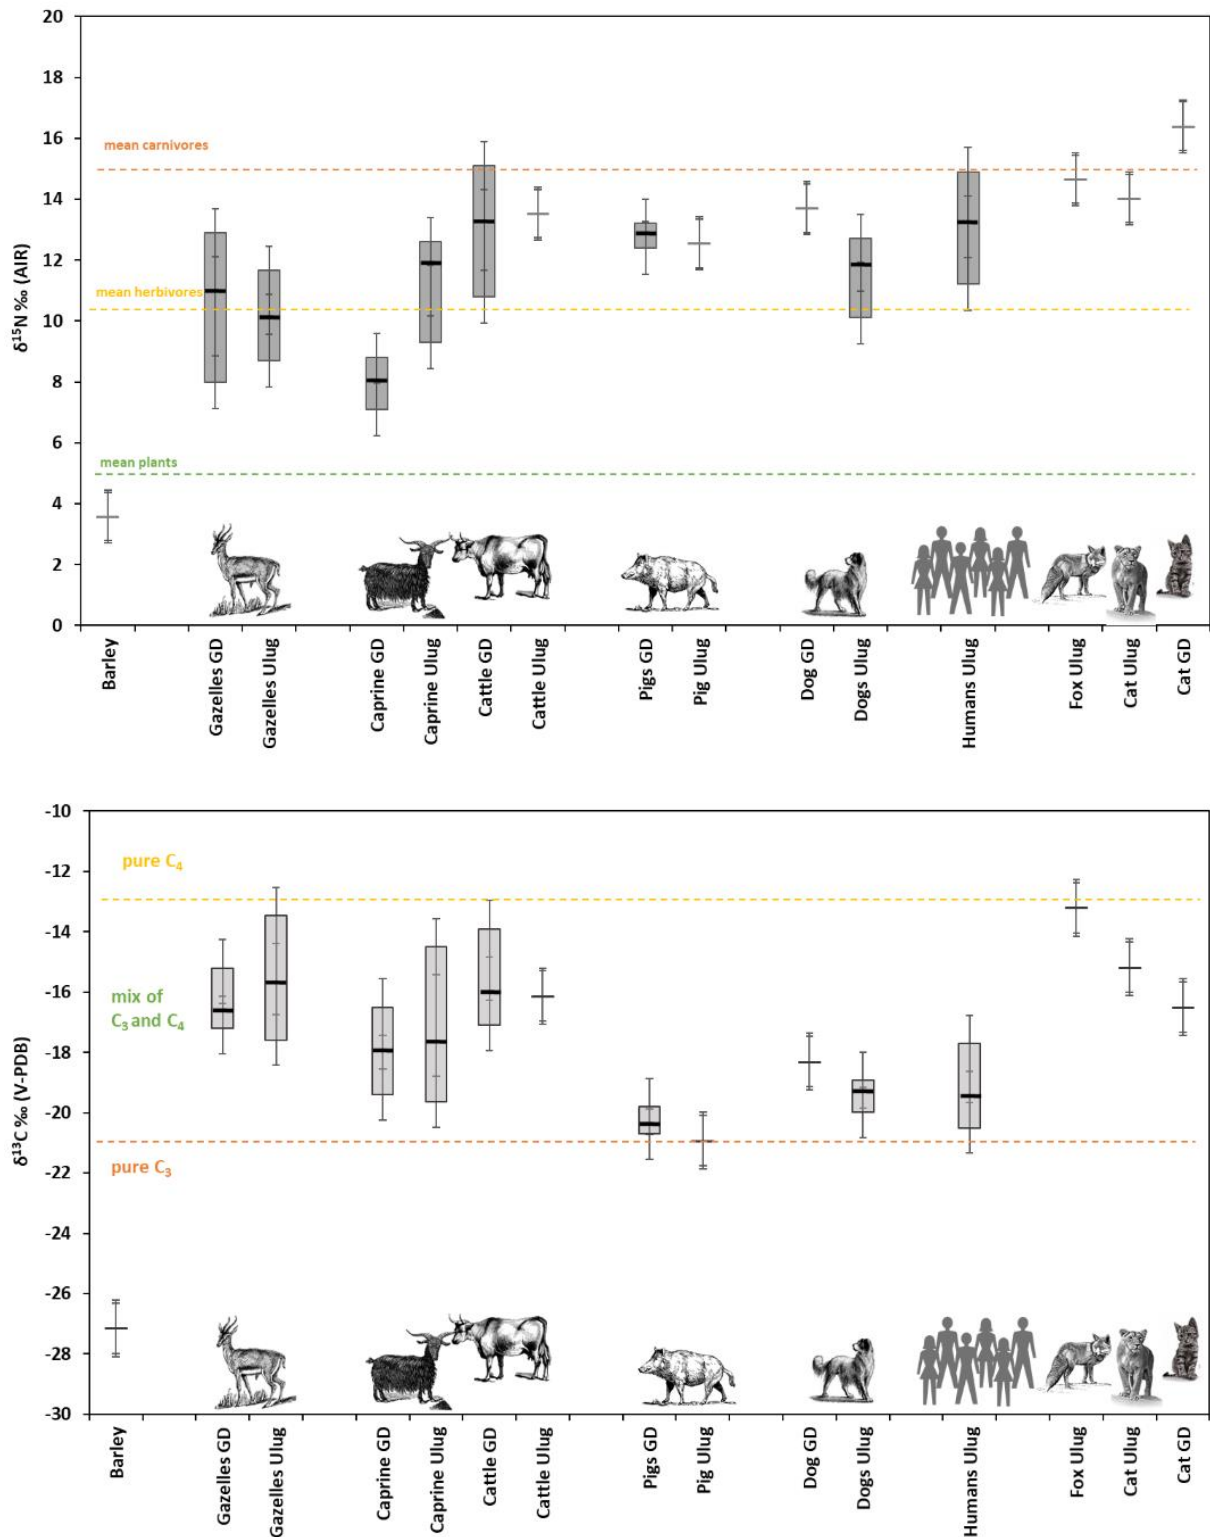 20
18
16
14
12
10
8
6
4
2
0
δ¹⁵N ‰ (AIR)
mean carnivores
mean herbivores
mean plants
Barley
Gazelles GD
Gazelles Ulug
Caprine GD
Caprine Ulug
Cattle GD
Cattle Ulug
Pigs GD
Pig Ulug
Dog GD
Dogs Ulug
Humans Ulug
Fox Ulug
Cat Ulug
Cat GD
-10
-12
-14
-16
-18
-20
-22
-24
-26
-28
-30
δ¹³C ‰ (V-PDB)
pure C₄
mix of
C₃ and C₄
pure C₃
Barley
Gazelles GD
Gazelles Ulug
Caprine GD
Caprine Ulug
Cattle GD
Cattle Ulug
Pigs GD
Pig Ulug
Dog GD
Dogs Ulug
Humans Ulug
Fox Ulug
Cat Ulug
Cat GD